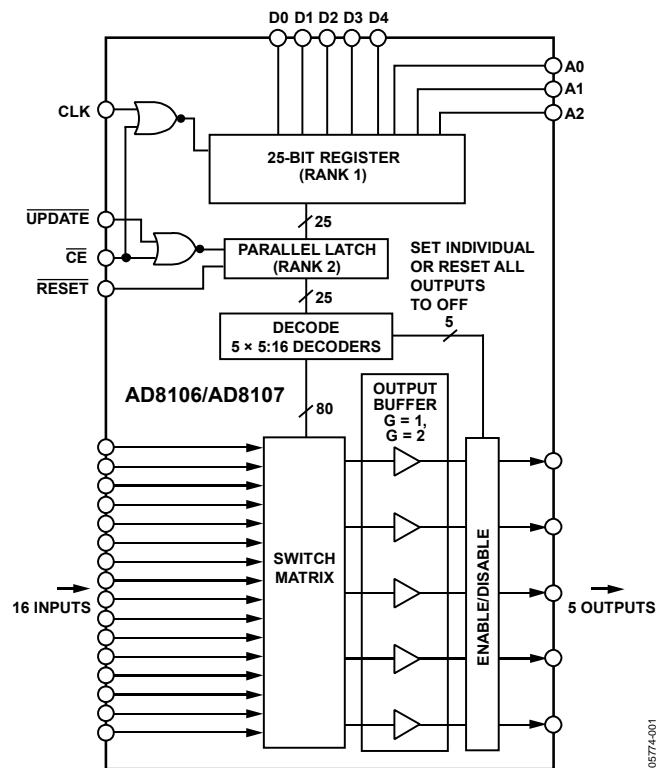 D0 D1 D2 D3 D4
A0
A1
A2
CLK
25-BIT REGISTER
(RANK 1)
25
UPDATE
CE
RESET
PARALLEL LATCH
(RANK 2)
25
SET INDIVIDUAL
OR RESET ALL
OUTPUTS
TO OFF
5
DECODE
5 × 5:16 DECODERS
AD8106/AD8107
80
OUTPUT
BUFFER
G = 1,
G = 2
SWITCH
MATRIX
ENABLE/DISABLE
16 INPUTS
5 OUTPUTS
05774-001